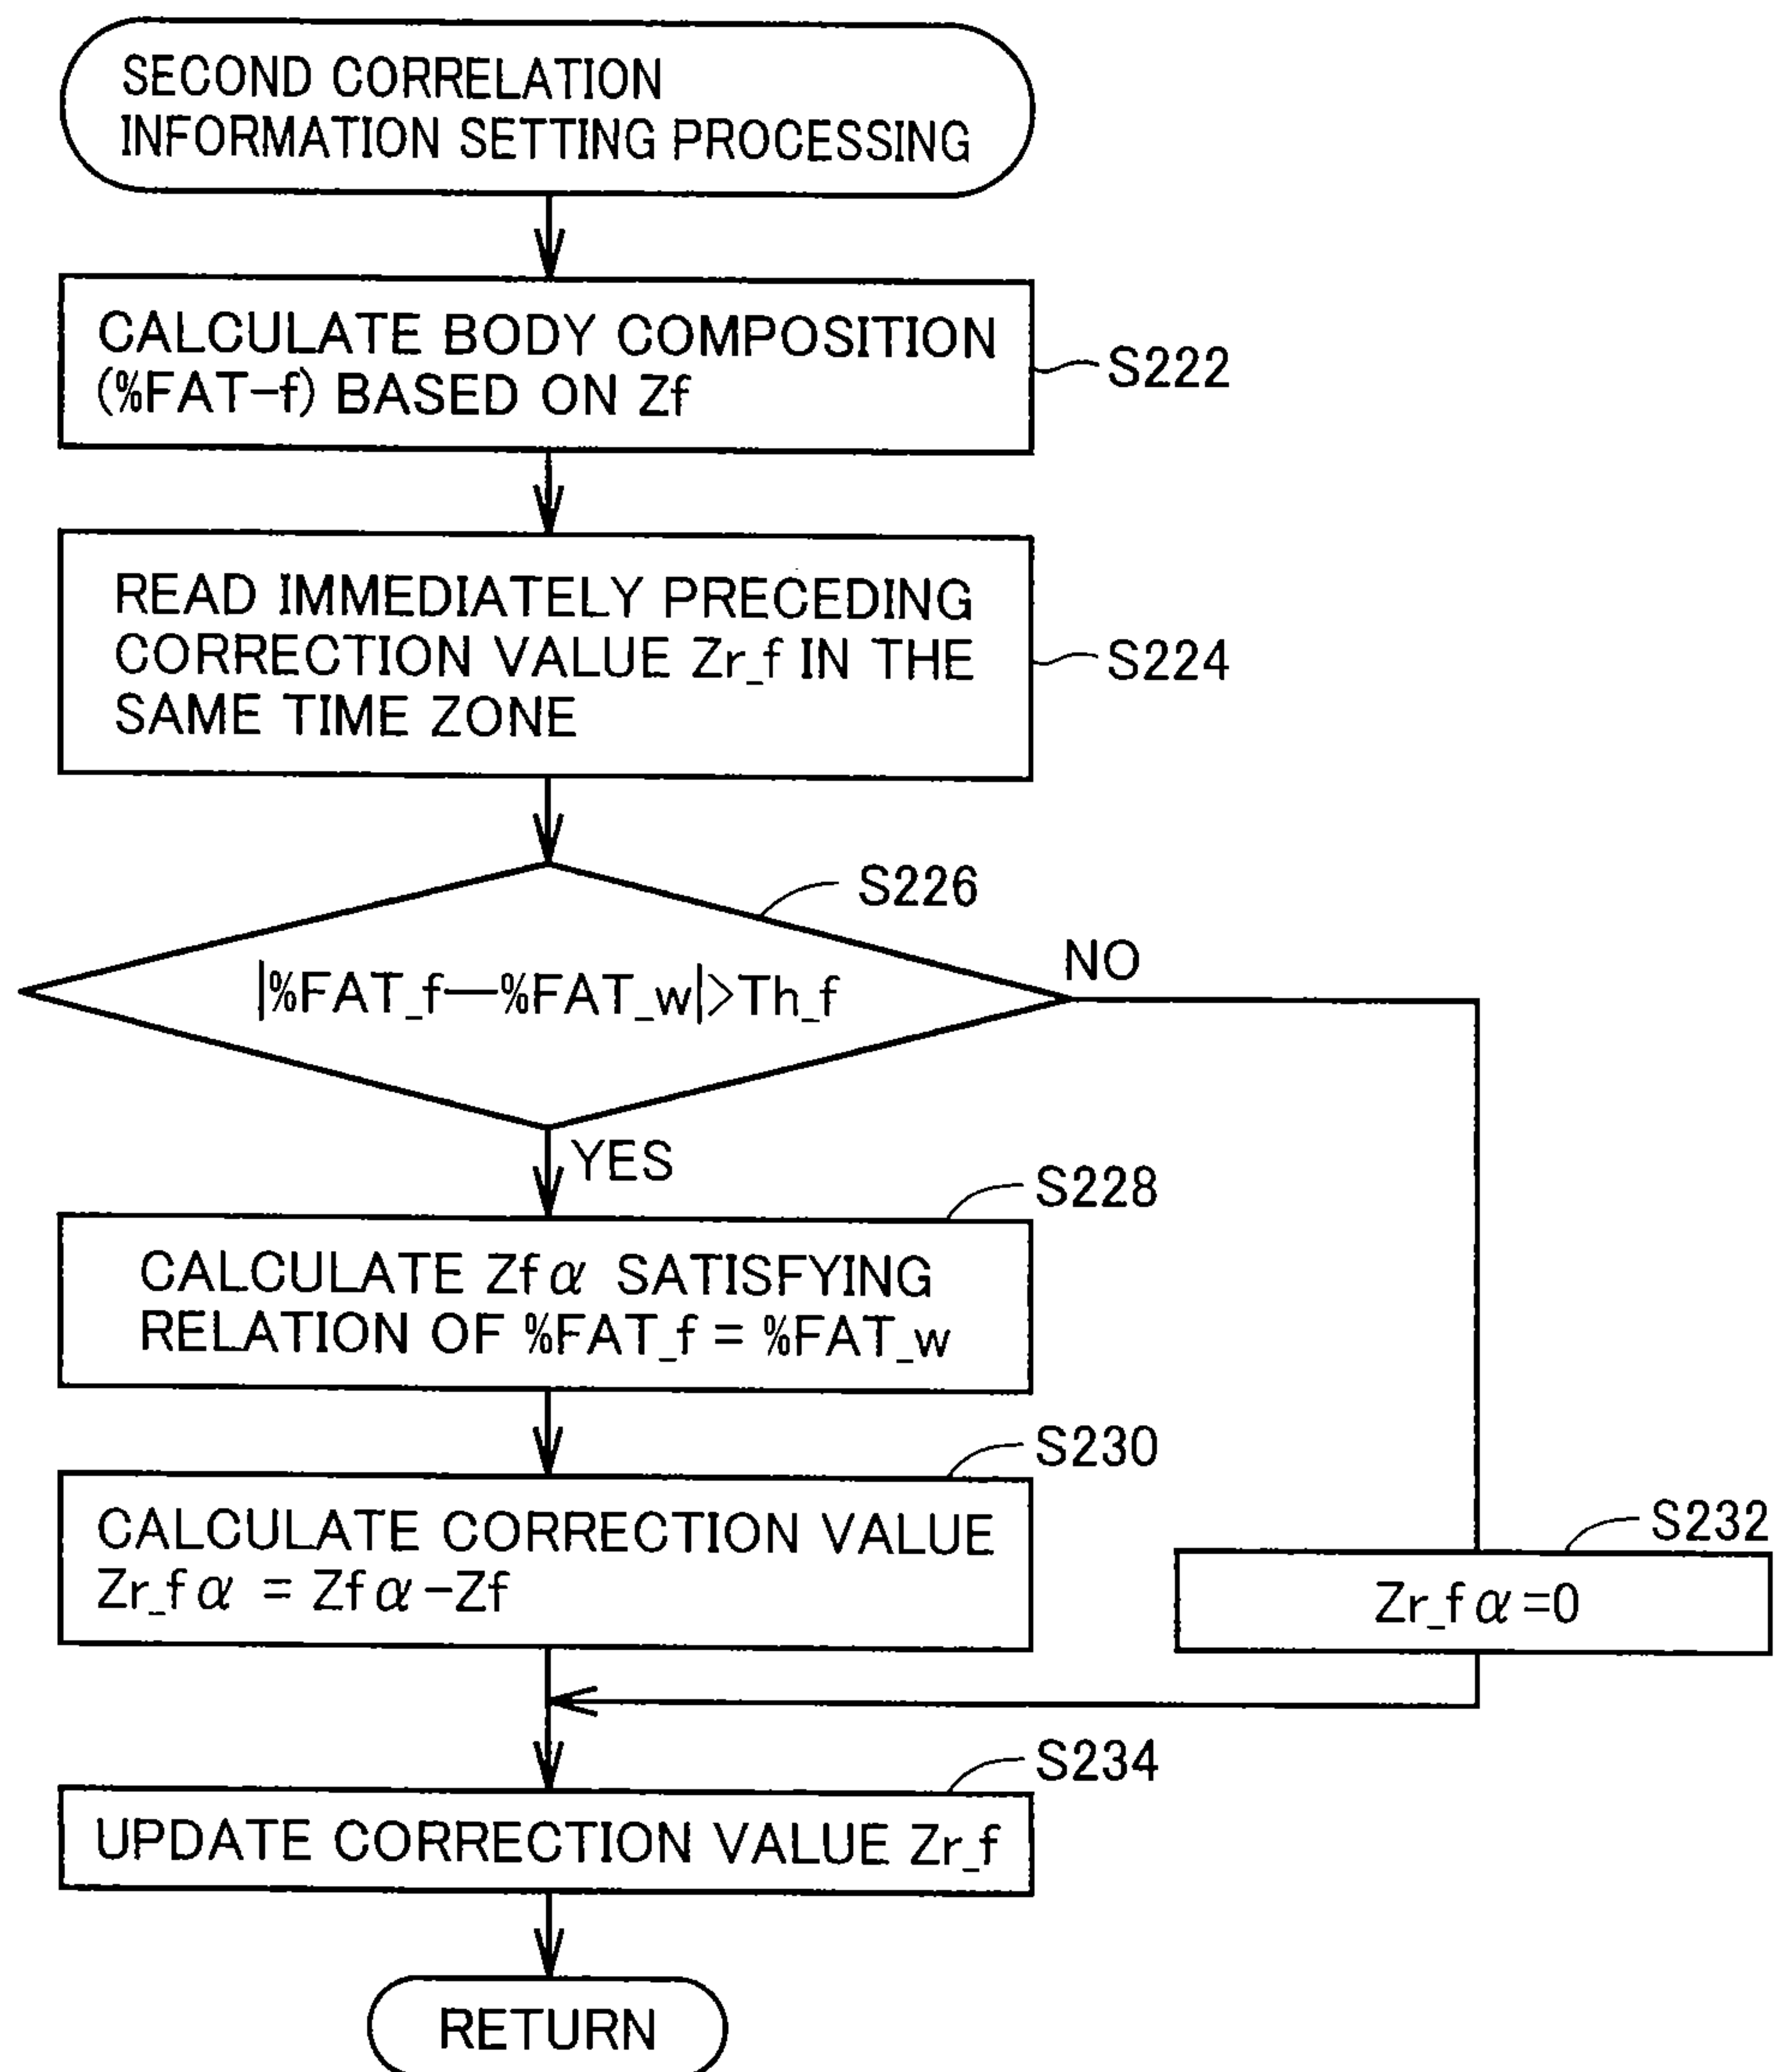 SECOND CORRELATION
INFORMATION SETTING PROCESSING
CALCULATE BODY COMPOSITION
(%FAT-f) BASED ON Zf
S222
READ IMMEDIATELY PRECEDING
CORRECTION VALUE Zr_f IN THE
SAME TIME ZONE
S224
S226
|%FAT_f—%FAT_w|>Th_f
NO
YES
S228
CALCULATE Zfα SATISFYING
RELATION OF %FAT_f = %FAT_w
S230
CALCULATE CORRECTION VALUE
Zr_fα = Zfα-Zf
S232
Zr_fα=0
S234
UPDATE CORRECTION VALUE Zr_f
RETURN